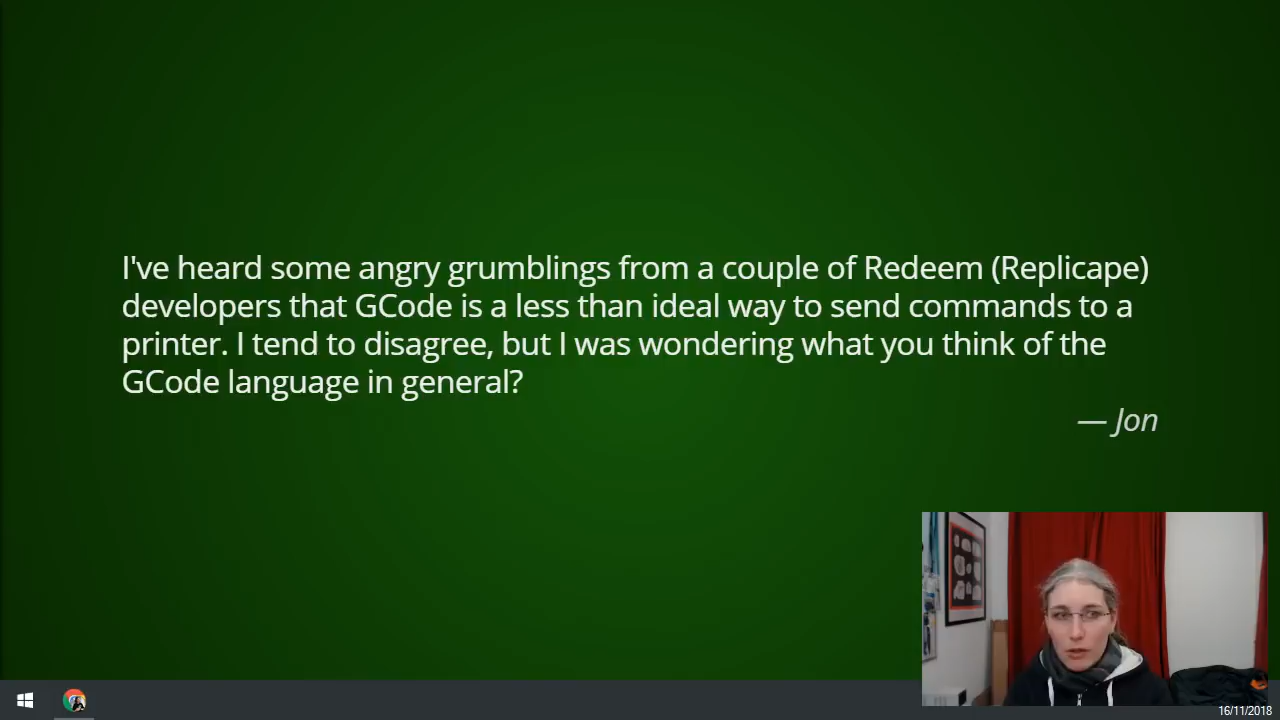 I've heard some angry grumblings from a couple of Redeem (Replicape)
developers that GCode is a less than ideal way to send commands to a
printer. I tend to disagree, but I was wondering what you think of the
GCode language in general?
— Jon
16/11/2018